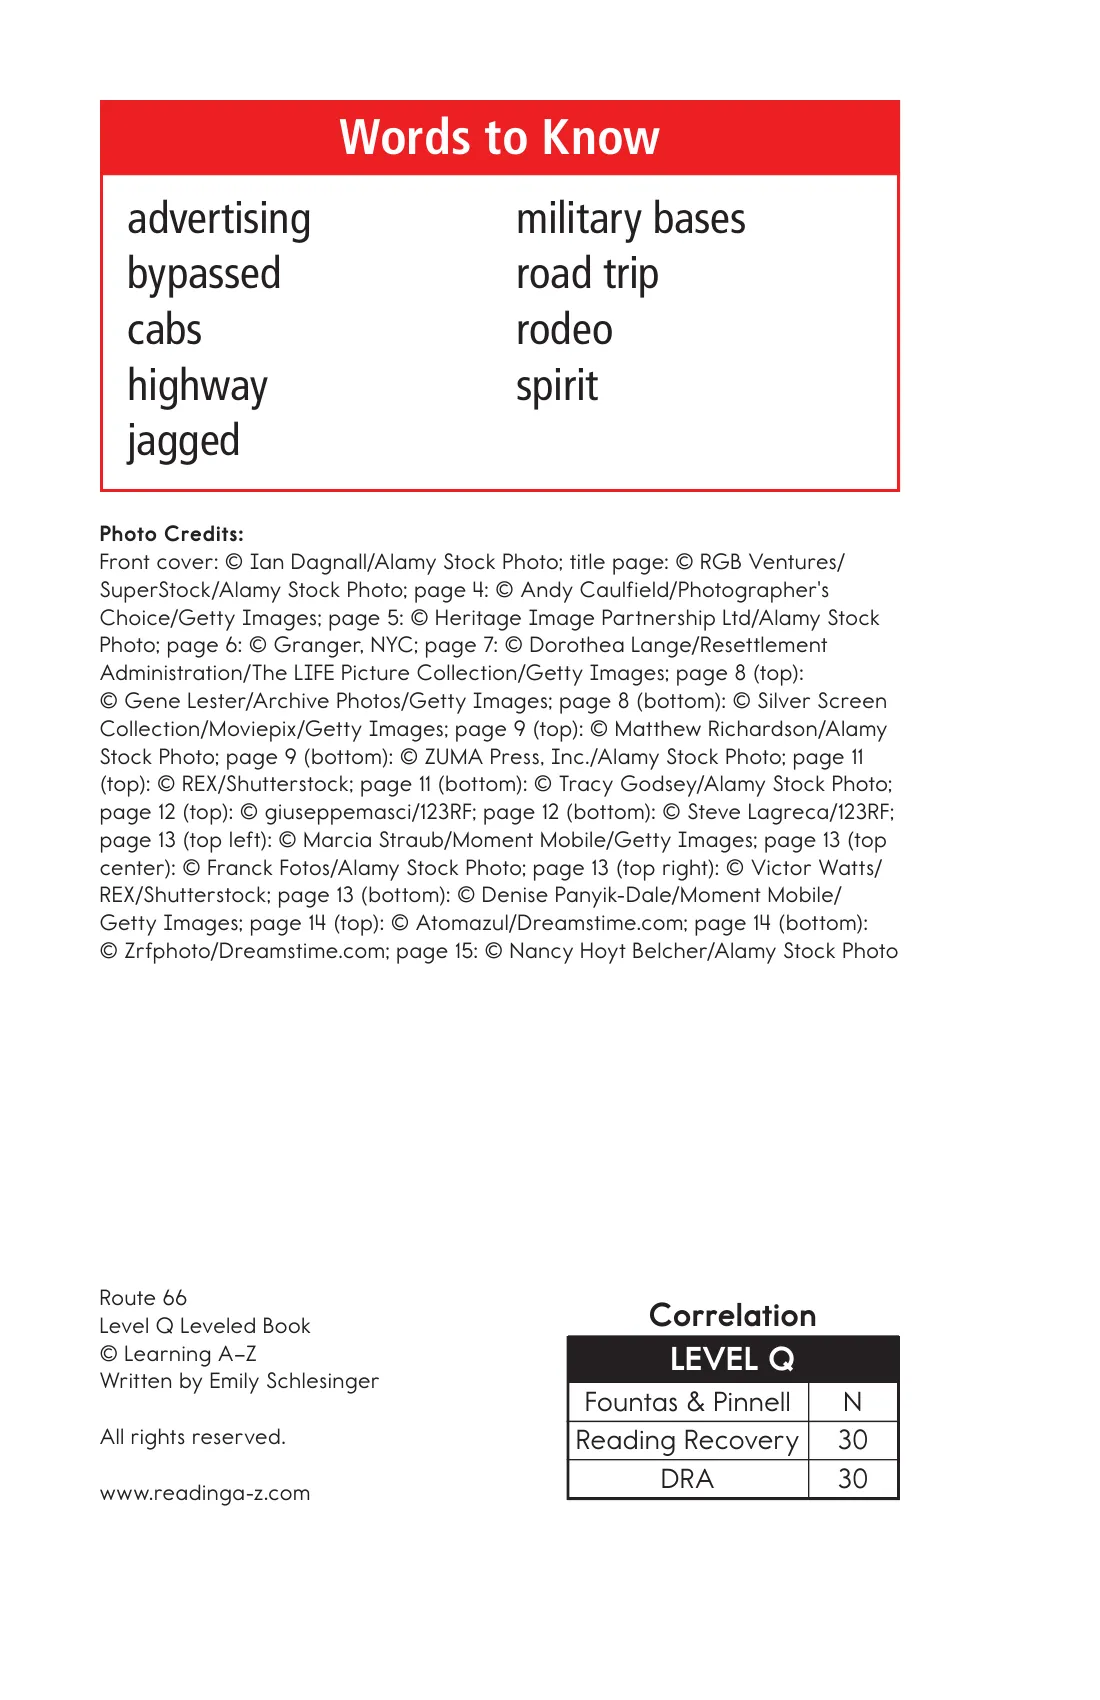 Words to Know
advertising
bypassed
cabs
highway
jagged
military bases
road trip
rodeo
spirit
Photo Credits:
Front cover: © Ian Dagnall/Alamy Stock Photo; title page: © RGB Ventures/
SuperStock/Alamy Stock Photo; page 4: © Andy Caulfield/Photographer's
Choice/Getty Images; page 5: © Heritage Image Partnership Ltd/Alamy Stock
Photo; page 6: © Granger, NYC; page 7: © Dorothea Lange/Resettlement
Administration/The LIFE Picture Collection/Getty Images; page 8 (top):
© Gene Lester/Archive Photos/Getty Images; page 8 (bottom): © Silver Screen
Collection/Moviepix/Getty Images; page 9 (top): © Matthew Richardson/Alamy
Stock Photo; page 9 (bottom): © ZUMA Press, Inc./Alamy Stock Photo; page 11
(top): © REX/Shutterstock; page 11 (bottom): © Tracy Godsey/Alamy Stock Photo;
page 12 (top): © giuseppemasci/123RF; page 12 (bottom): © Steve Lagreca/123RF;
page 13 (top left): © Marcia Straub/Moment Mobile/Getty Images; page 13 (top
center): © Franck Fotos/Alamy Stock Photo; page 13 (top right): © Victor Watts/
REX/Shutterstock; page 13 (bottom): © Denise Panyik-Dale/Moment Mobile/
Getty Images; page 14 (top): © Atomazul/Dreamstime.com; page 14 (bottom):
© Zrfphoto/Dreamstime.com; page 15: © Nancy Hoyt Belcher/Alamy Stock Photo
Route 66
Level Q Leveled Book
© Learning A–Z
Written by Emily Schlesinger
All rights reserved.
www.readinga-z.com
Correlation
LEVEL Q
Fountas & Pinnell N
Reading Recovery 30
DRA 30